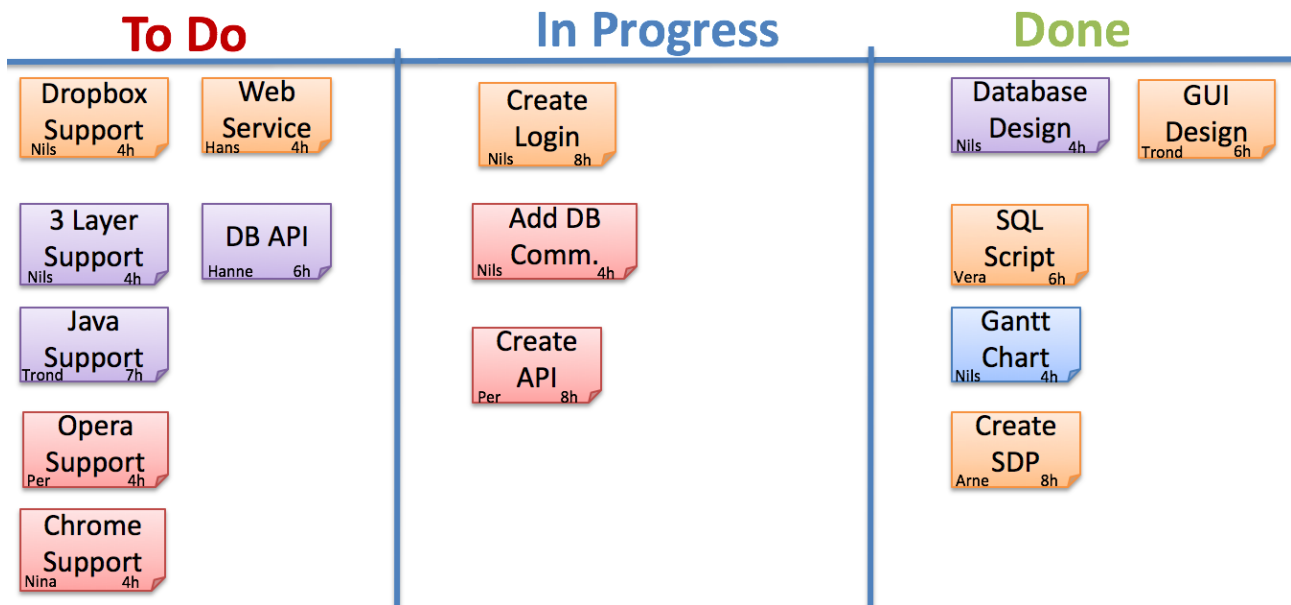 To Do
In Progress
Done
Dropbox
Support
Nils 4h
Web
Service
Hans 4h
3 Layer
Support
Nils 4h
DB API
Hanne 6h
Java
Support
Trond 7h
Opera
Support
Per 4h
Chrome
Support
Nina 4h
Create
Login
Nils 8h
Add DB
Comm.
Nils 4h
Create
API
Per 8h
Database
Design
Nils 4h
GUI
Design
Trond 6h
SQL
Script
Vera 6h
Gantt
Chart
Nils 4h
Create
SDP
Arne 8h